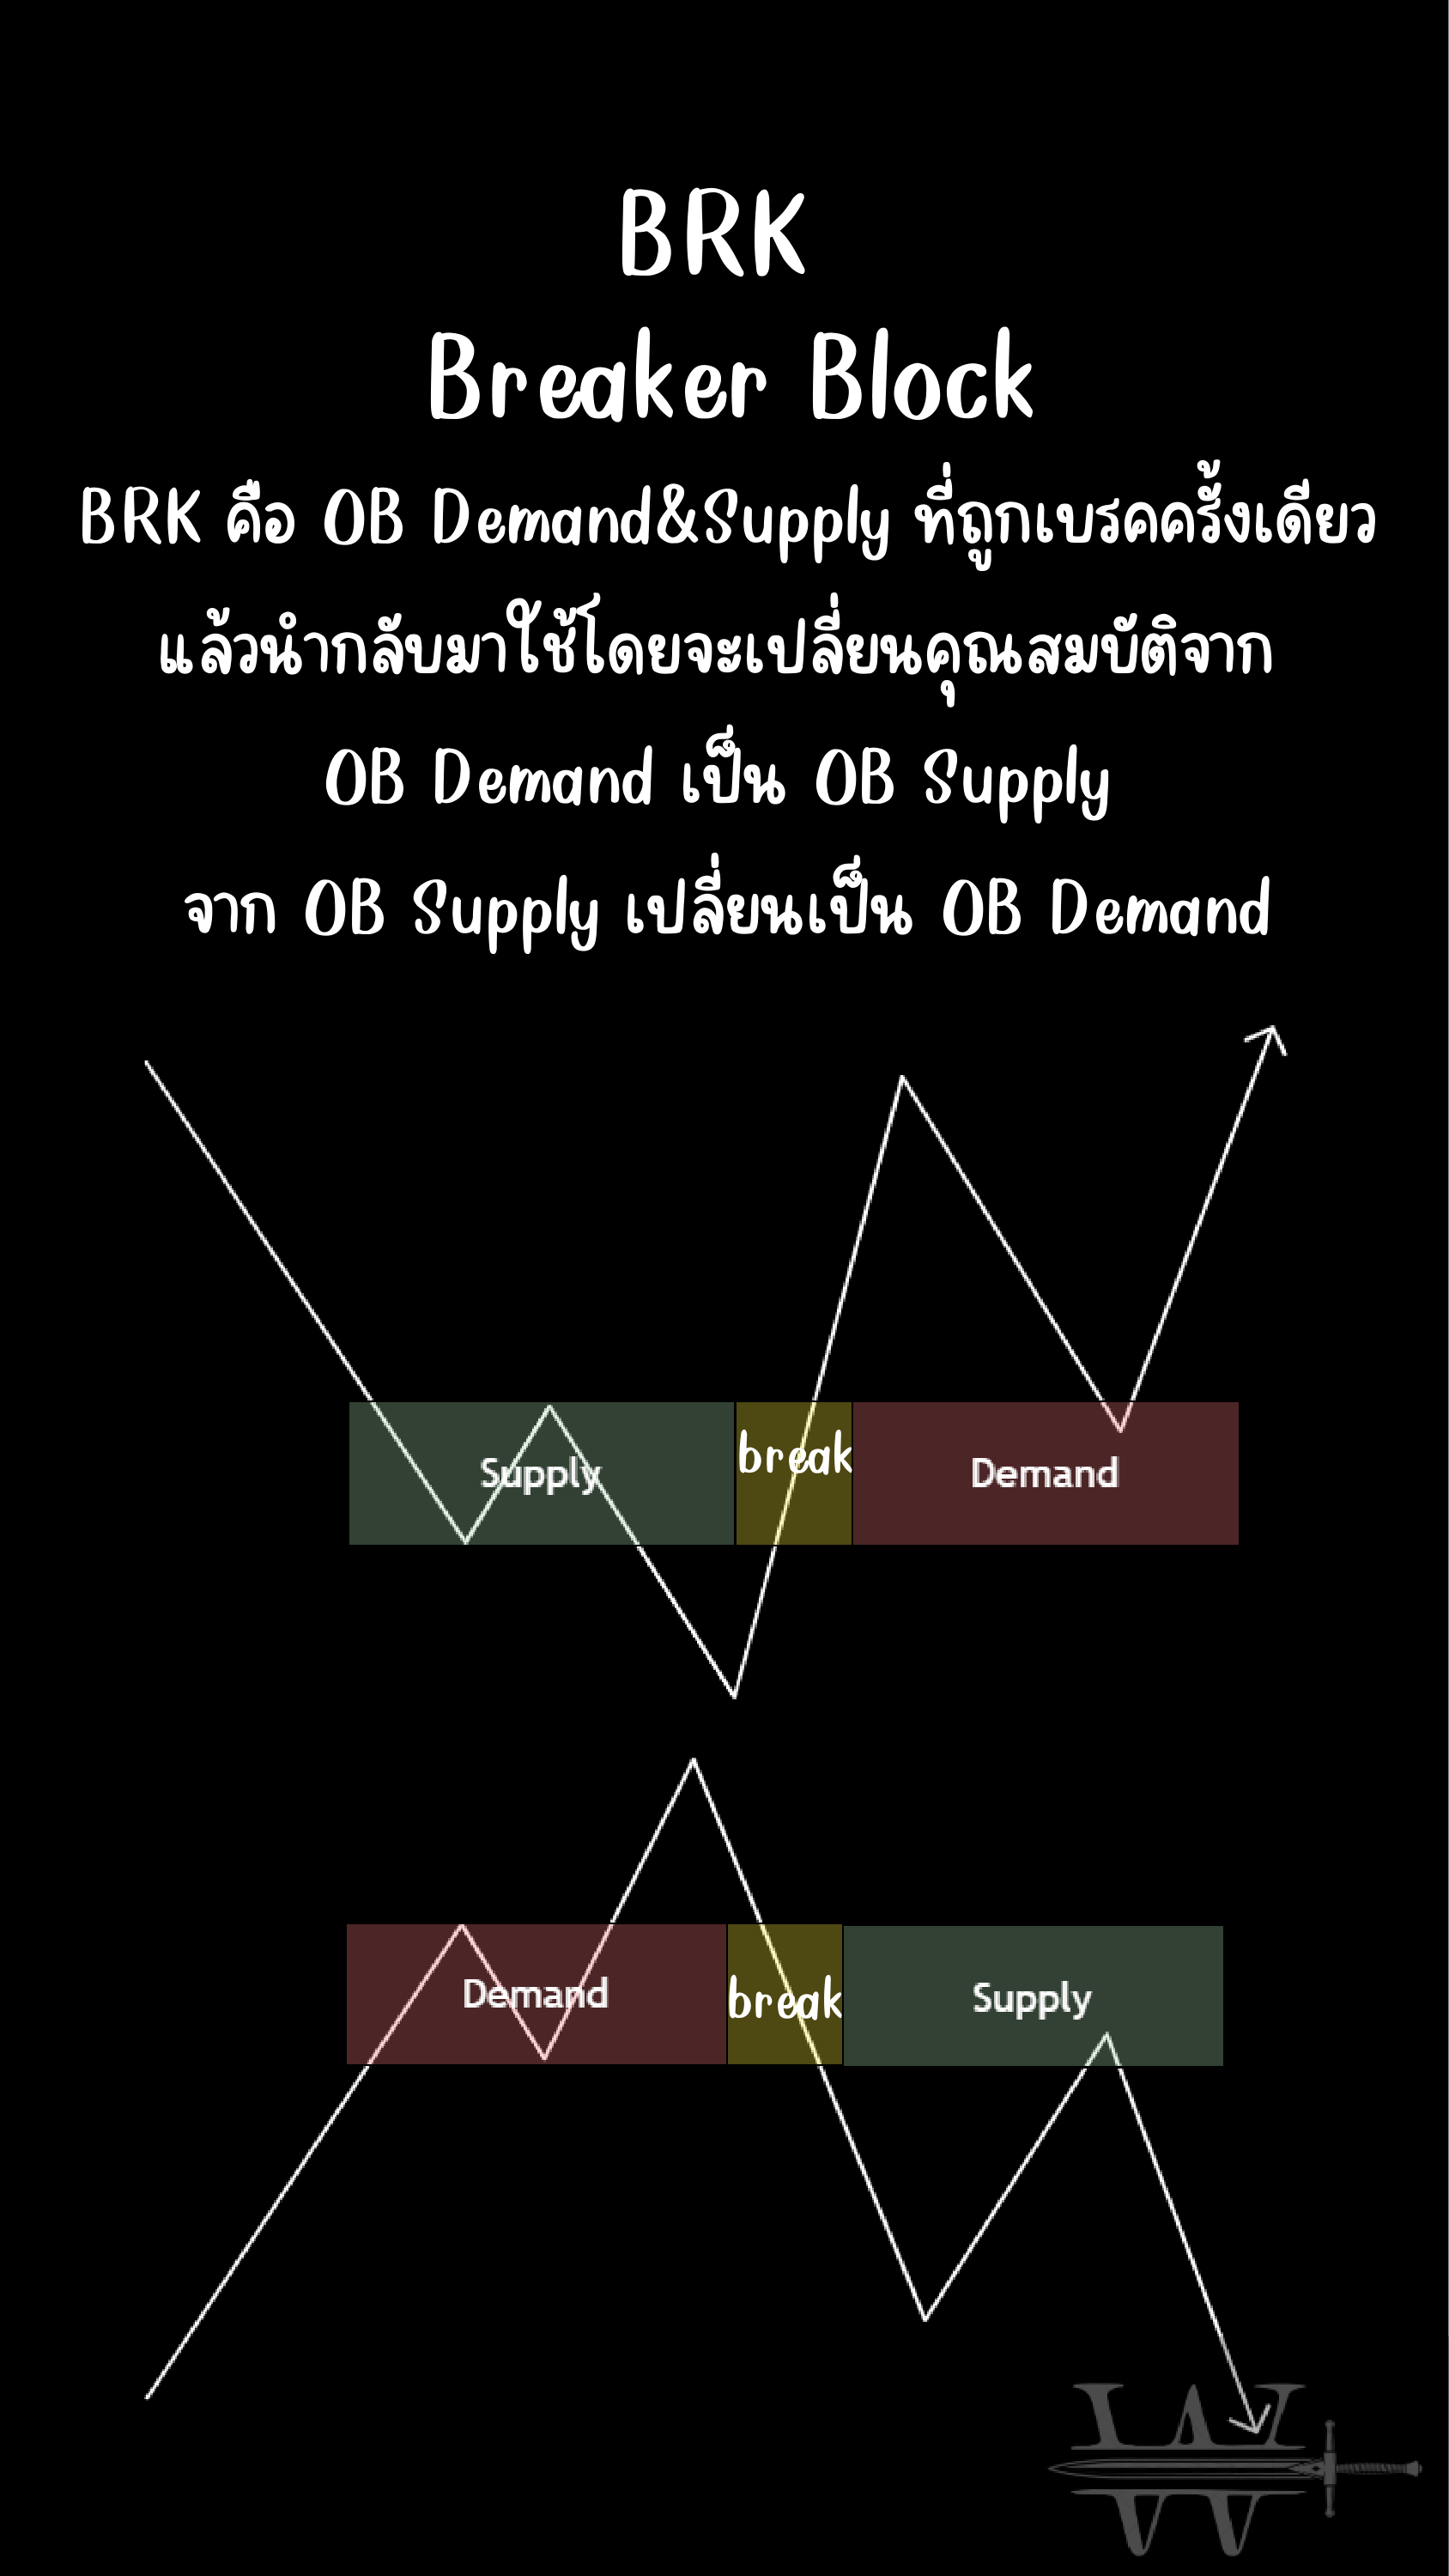 BRK
Breaker Block
BRK คือ OB Demand&Supply ที่ถูกเบรคครั้งเดียว
แล้วนำกลับมาใช้โดยจะเปลี่ยนคุณสมบัติจาก
OB Demand เป็น OB Supply
จาก OB Supply เปลี่ยนเป็น OB Demand
Supply
break
Demand
Demand
break
Supply
W